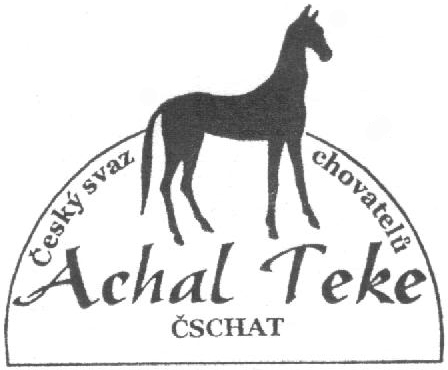 Český svaz chovatelů
Achal Teke
ČSCHAT